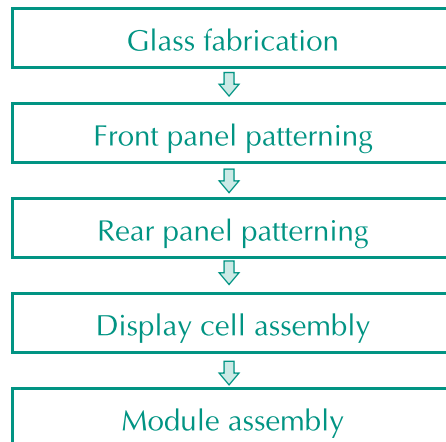 Glass fabrication
Front panel patterning
Rear panel patterning
Display cell assembly
Module assembly